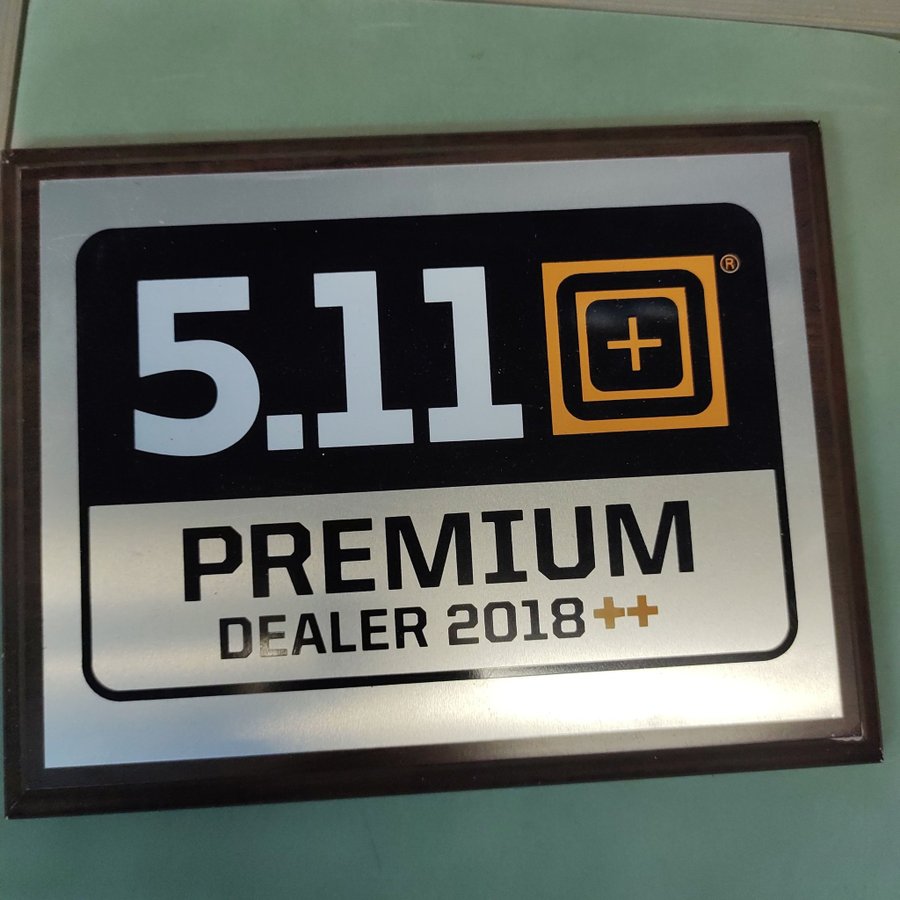 5.11 ®
PREMIUM
DEALER 2018++